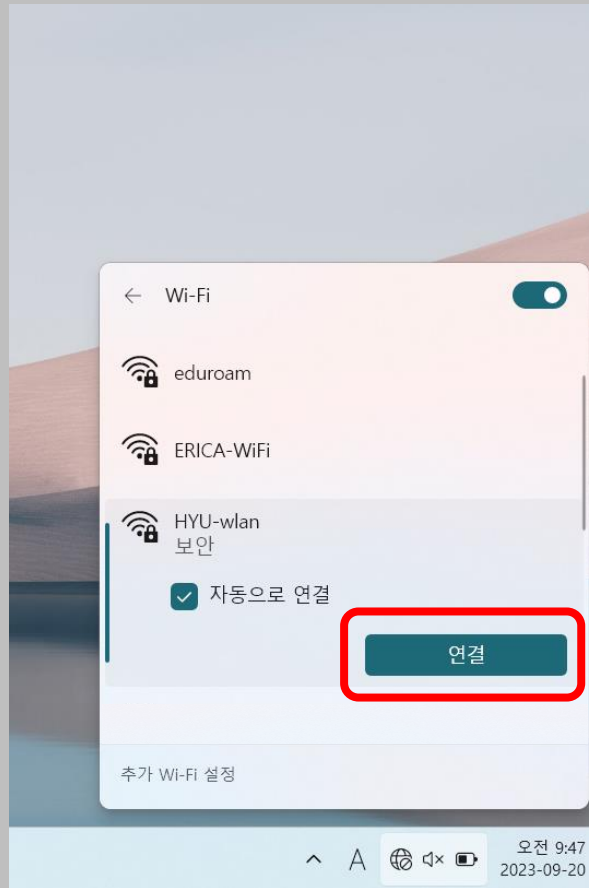 Wi-Fi
eduroam
ERICA-WiFi
HYU-wlan
보안
자동으로 연결
연결
추가 Wi-Fi 설정
A
오전 9:47
2023-09-20